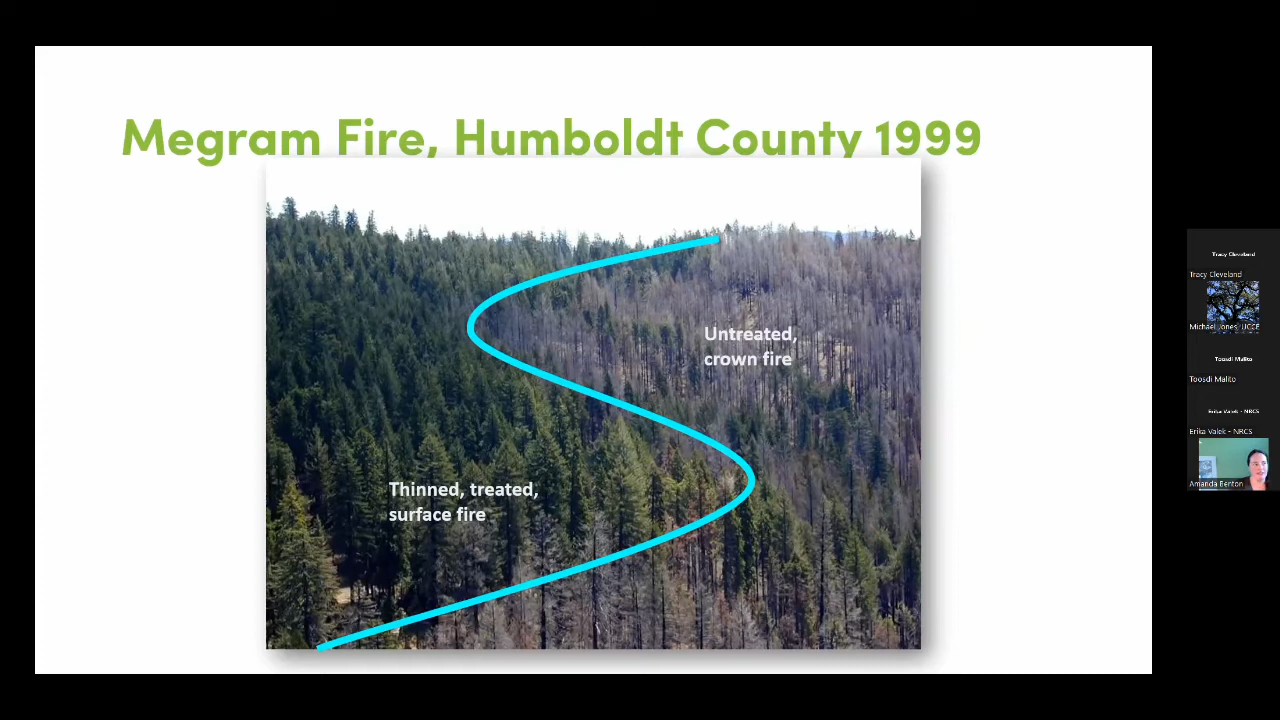 Megram Fire, Humboldt County 1999
Untreated,
crown fire
Thinned, treated,
surface fire
Tracy Cleveland
Tracy Cleveland
Michael Jones, UCCE
Toosdi Malito
Toosdi Malito
Erika Valek - NRCS
Erika Valek - NRCS
Amanda Benton